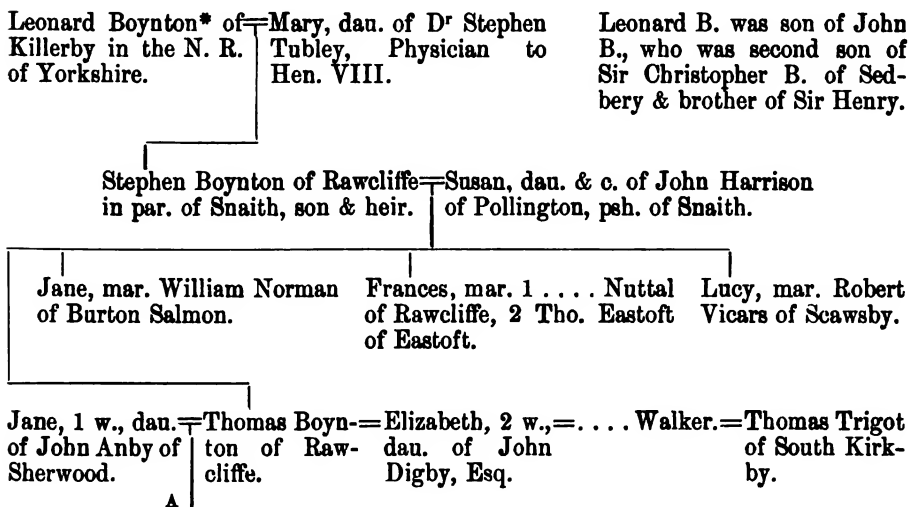 Leonard Boynton* of=Mary, dau. of Dr Stephen
Killerby in the N. R. Tubley, Physician to
of Yorkshire. Hen. VIII.
Leonard B. was son of John
B., who was second son of
Sir Christopher B. of Sed-
bery & brother of Sir Henry.
Stephen Boynton of Rawcliffe=Susan, dau. & c. of John Harrison
in par. of Snaith, son & heir. of Pollington, psh. of Snaith.
Jane, mar. William Norman
of Burton Salmon.
Frances, mar. 1 .... Nuttal
of Rawcliffe, 2 Tho. Eastoft
of Eastoft.
Lucy, mar. Robert
Vicars of Scawsby.
Jane, 1 w., dau.=Thomas Boyn-=Elizabeth, 2 w.,=.... Walker.=Thomas Trigot
of John Anby of ton of Raw- dau. of John of South Kirk-
Sherwood. cliffe. Digby, Esq. by.
A